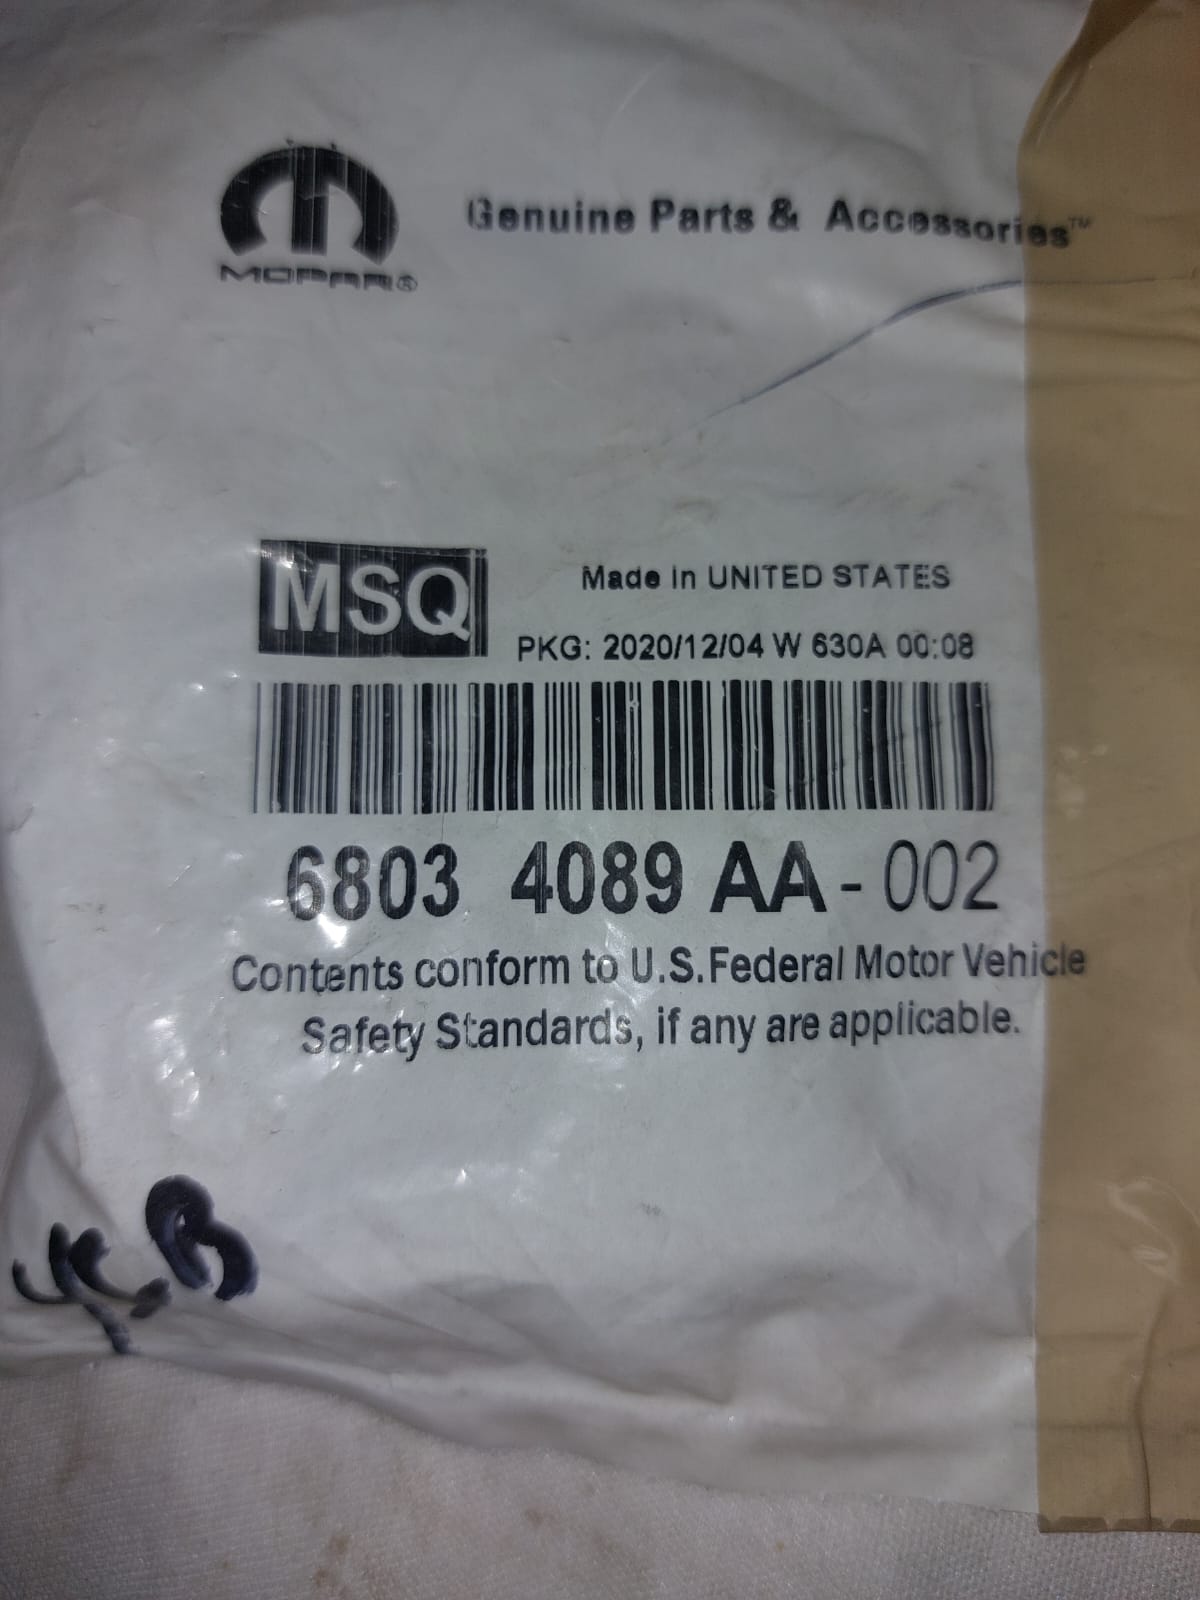 MOPAR®
Genuine Parts & Accessories™
MSQ
Made In UNITED STATES
PKG: 2020/12/04 W 630A 00:08
6803 4089 AA - 002
Contents conform to U.S.Federal Motor Vehicle
Safety Standards, if any are applicable.